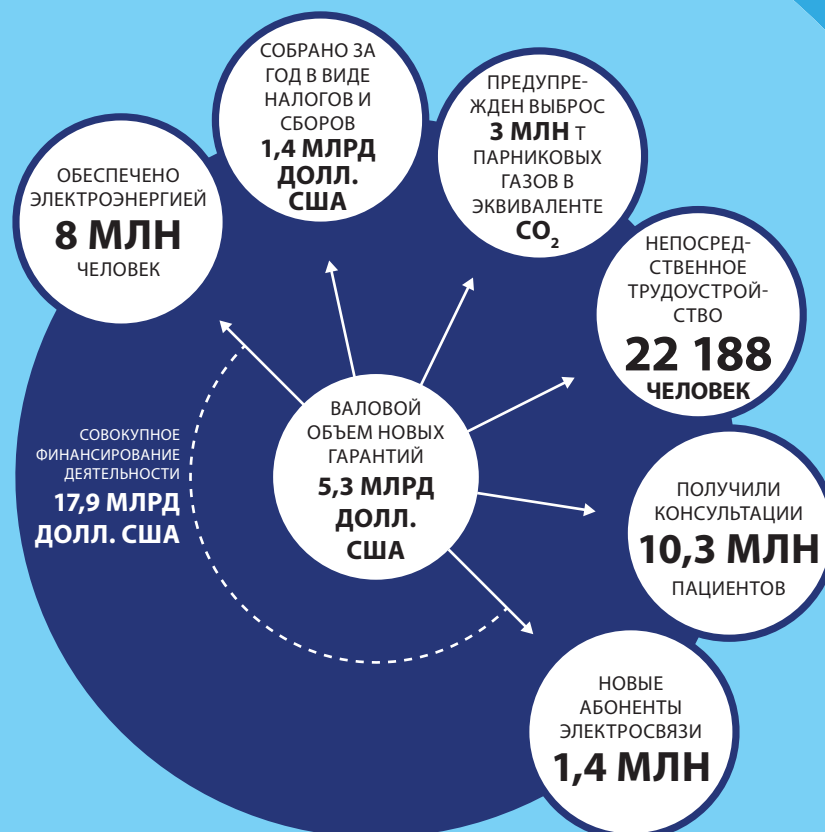 СОБРАНО ЗА
ГОД В ВИДЕ
НАЛОГОВ И
СБОРОВ
1,4 МЛРД
ДОЛЛ.
США
ПРЕДУПРЕ-
ЖДЕН ВЫБРОС
3 МЛН Т
ПАРНИКОВЫХ
ГАЗОВ В
ЭКВИВАЛЕНТЕ
CO₂
ОБЕСПЕЧЕНО
ЭЛЕКТРОЭНЕРГИЕЙ
8 МЛН
ЧЕЛОВЕК
НЕПОСРЕД-
СТВЕННОЕ
ТРУДОУСТРОЙ-
СТВО
22 188
ЧЕЛОВЕК
ВАЛОВОЙ
ОБЪЕМ НОВЫХ
ГАРАНТИЙ
5,3 МЛРД
ДОЛЛ.
США
СОВОКУПНОЕ
ФИНАНСИРОВАНИЕ
ДЕЯТЕЛЬНОСТИ
17,9 МЛРД
ДОЛЛ. США
ПОЛУЧИЛИ
КОНСУЛЬТАЦИИ
10,3 МЛН
ПАЦИЕНТОВ
НОВЫЕ
АБОНЕНТЫ
ЭЛЕКТРОСВЯЗИ
1,4 МЛН